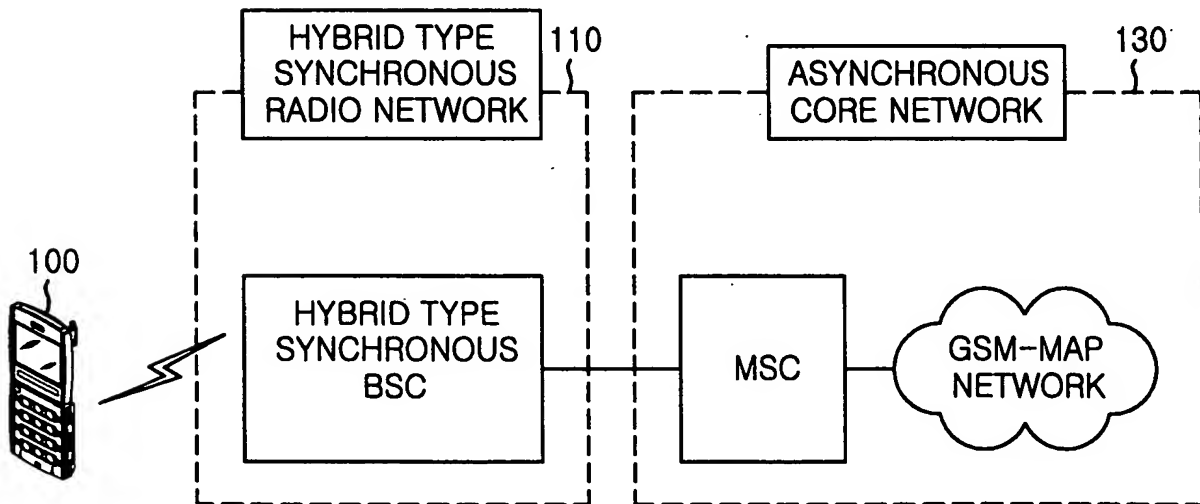 HYBRID TYPE
SYNCHRONOUS
RADIO NETWORK
110
ASYNCHRONOUS
CORE NETWORK
130
100
HYBRID TYPE
SYNCHRONOUS
BSC
MSC
GSM-MAP
NETWORK